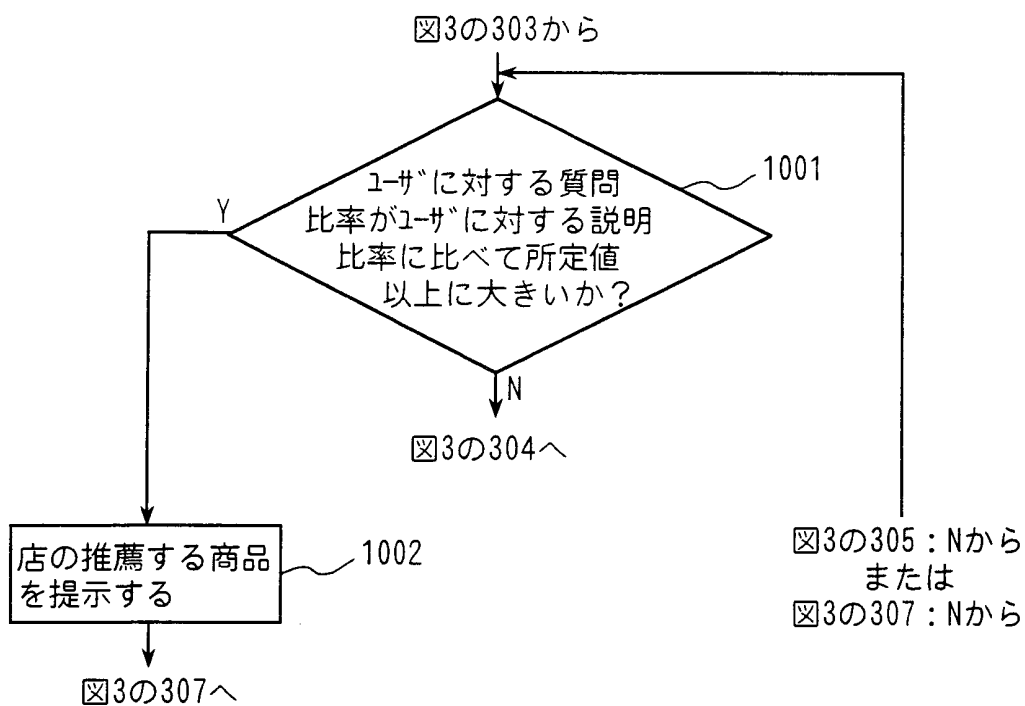 図3の303から
1001
ﾕｰｻﾞに対する質問
比率がﾕｰｻﾞに対する説明
比率に比べて所定値
以上に大きいか？
Y
N
図3の304へ
店の推薦する商品
を提示する
1002
図3の307へ
図3の305：Nから
または
図3の307：Nから